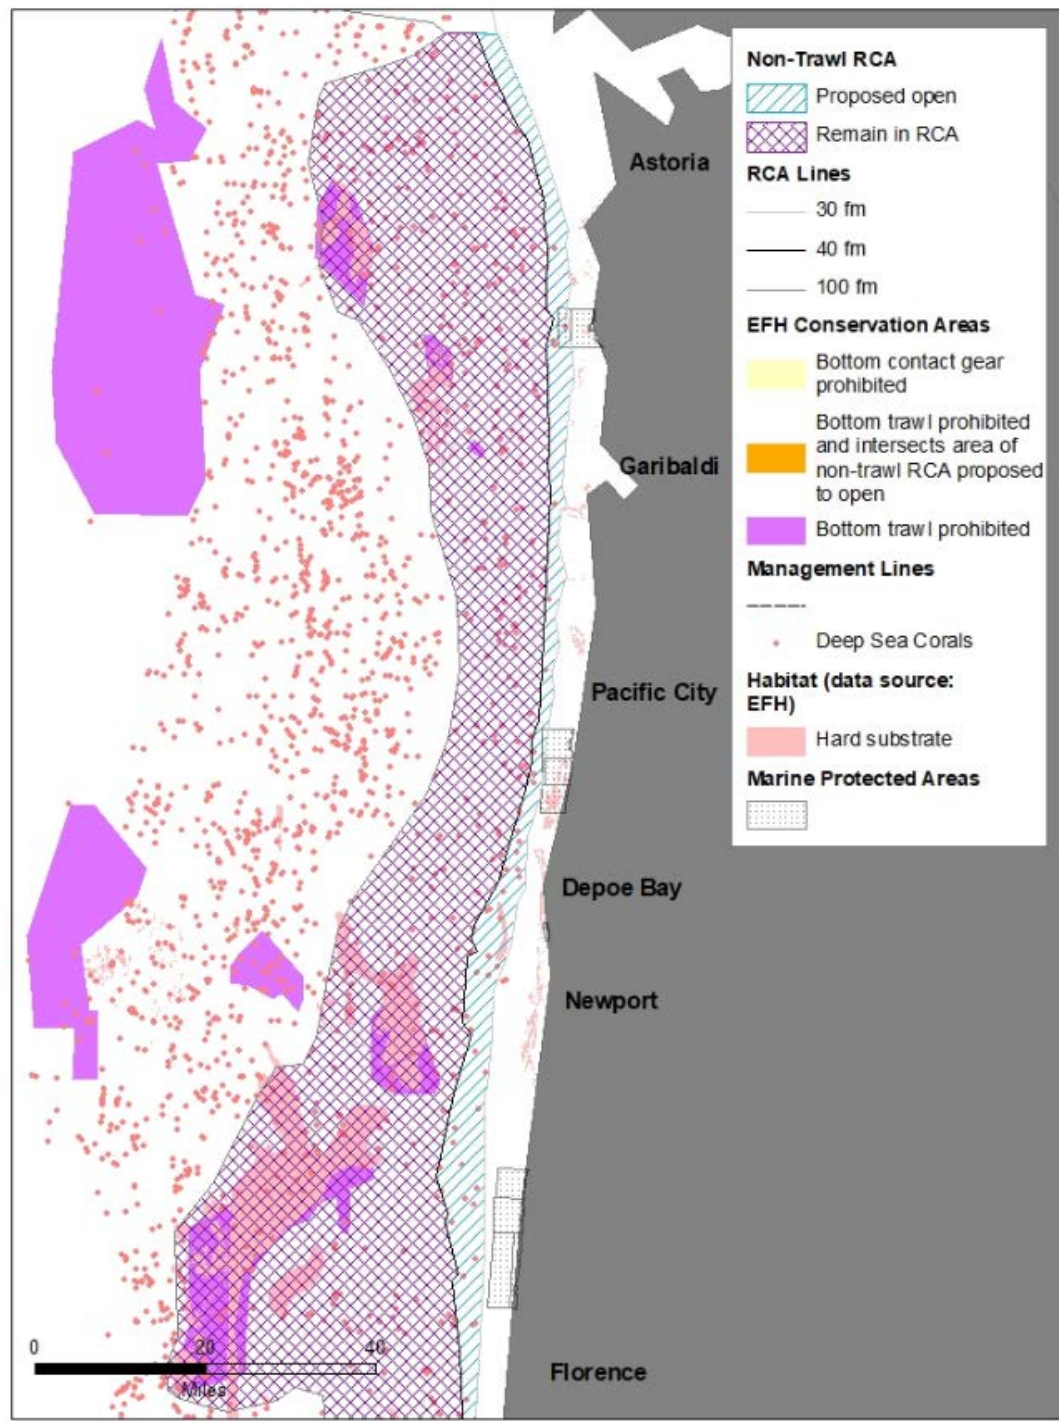 Non-Trawl RCA
Proposed open
Remain in RCA
RCA Lines
30 fm
40 fm
100 fm
EFH Conservation Areas
Bottom contact gear
prohibited
Bottom trawl prohibited
and intersects area of
non-trawl RCA proposed
to open
Bottom trawl prohibited
Management Lines
Deep Sea Corals
Habitat (data source:
EFH)
Hard substrate
Marine Protected Areas
Astoria
Garibaldi
Pacific City
Depoe Bay
Newport
Florence
0 20 40
Miles